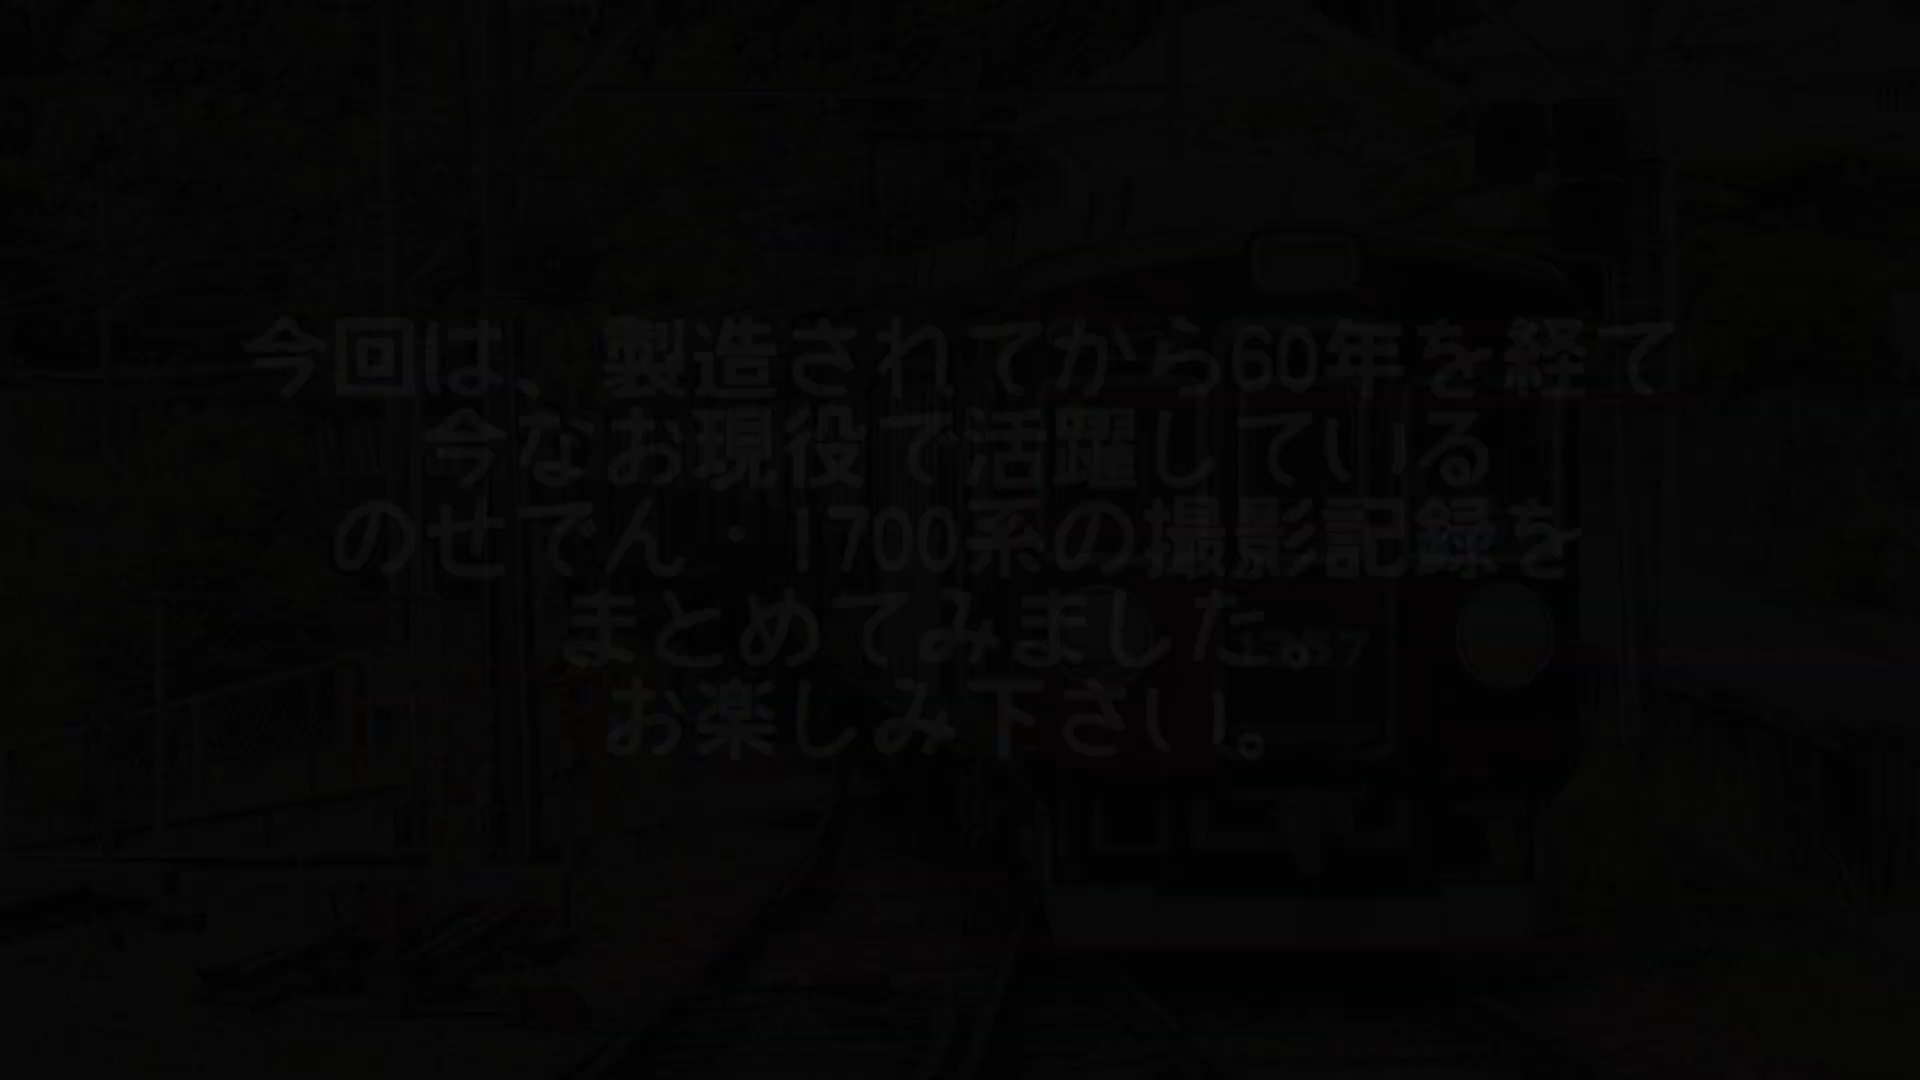 今回は、製造されてから60年を経て
今なお現役で活躍している
のせでん・1700系の撮影記録を
まとめてみました。
お楽しみ下さい。